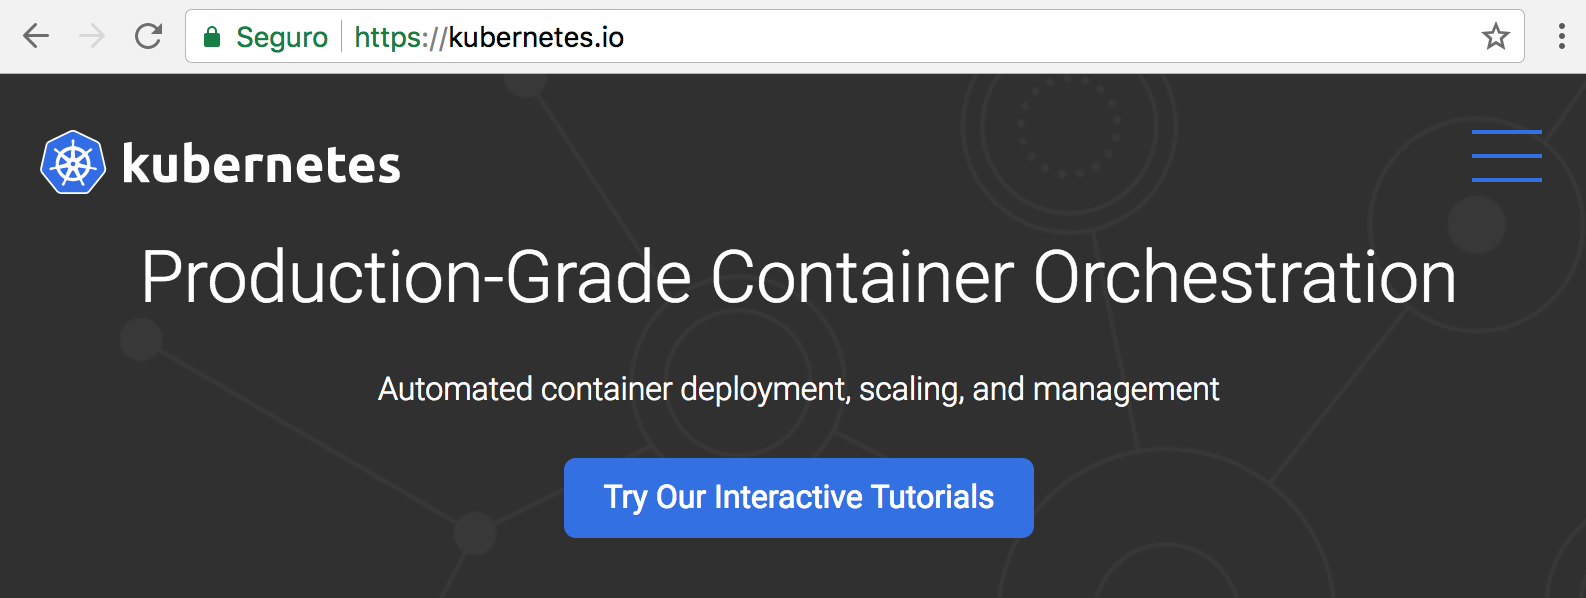 Seguro https://kubernetes.io
kubernetes
Production-Grade Container Orchestration
Automated container deployment, scaling, and management
Try Our Interactive Tutorials